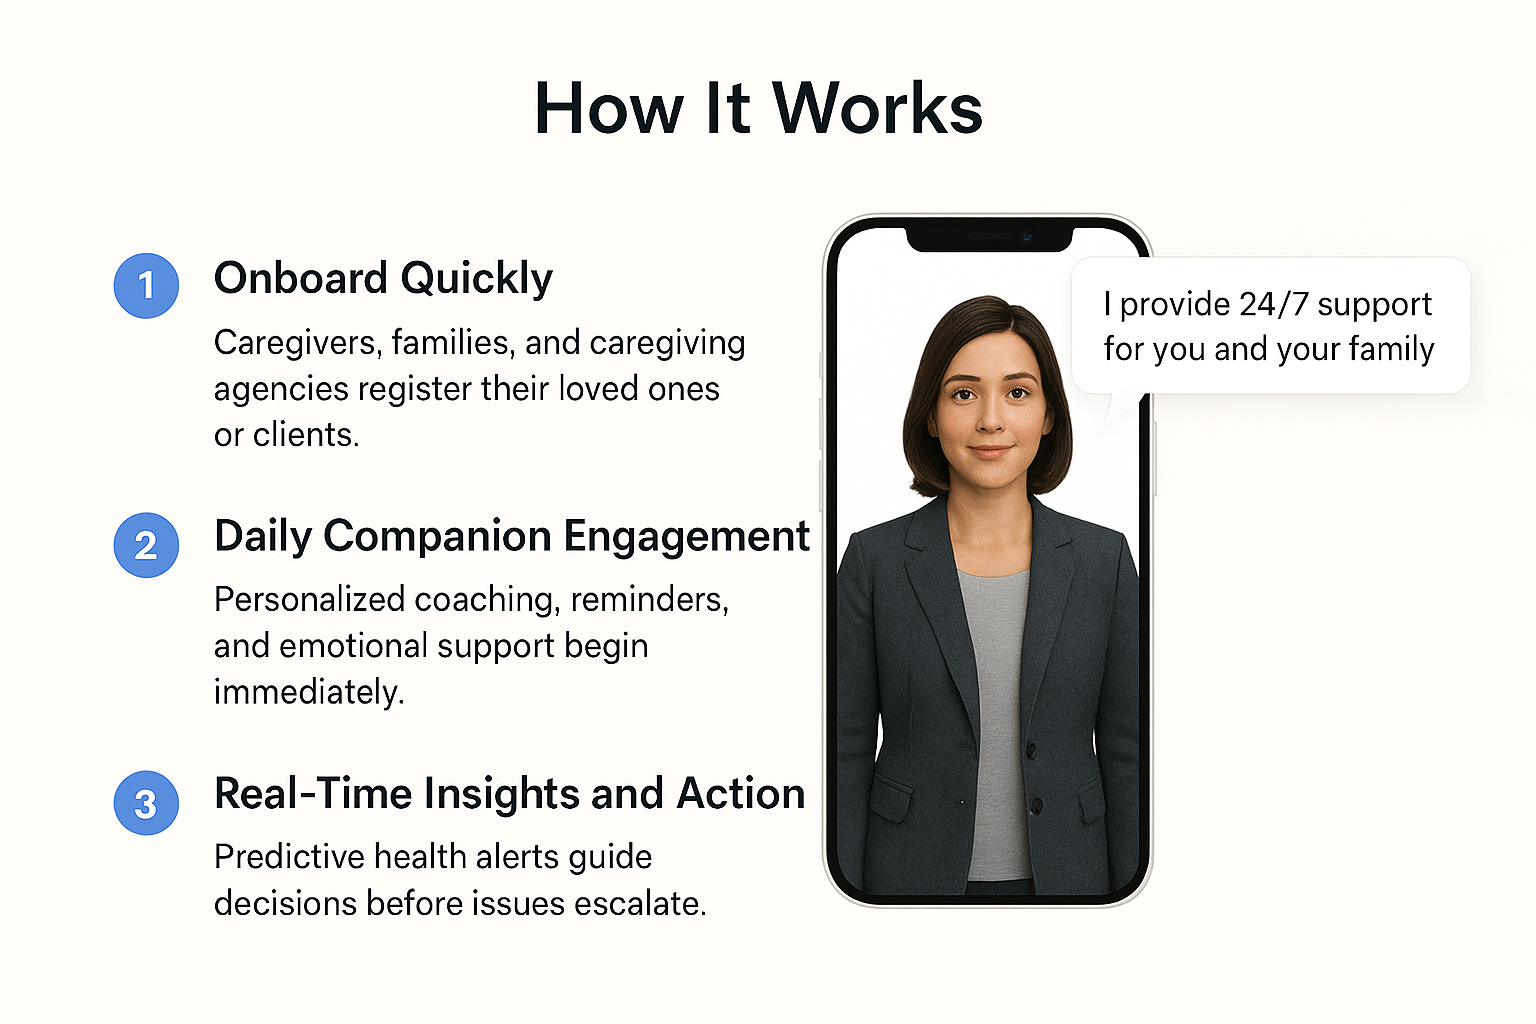 How It Works
1
Onboard Quickly
Caregivers, families, and caregiving
agencies register their loved ones
or clients.
2
Daily Companion Engagement
Personalized coaching, reminders,
and emotional support begin
immediately.
3
Real-Time Insights and Action
Predictive health alerts guide
decisions before issues escalate.
I provide 24/7 support
for you and your family